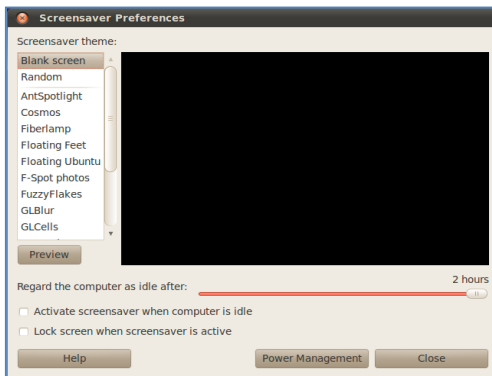 Screensaver Preferences
Screensaver theme:
Blank screen
Random
AntSpotlight
Cosmos
Fiberlamp
Floating Feet
Floating Ubuntu
F-Spot photos
FuzzyFlakes
GLBlur
GLCells
Preview
2 hours
Regard the computer as idle after:
Activate screensaver when computer is idle
Lock screen when screensaver is active
Help
Power Management
Close